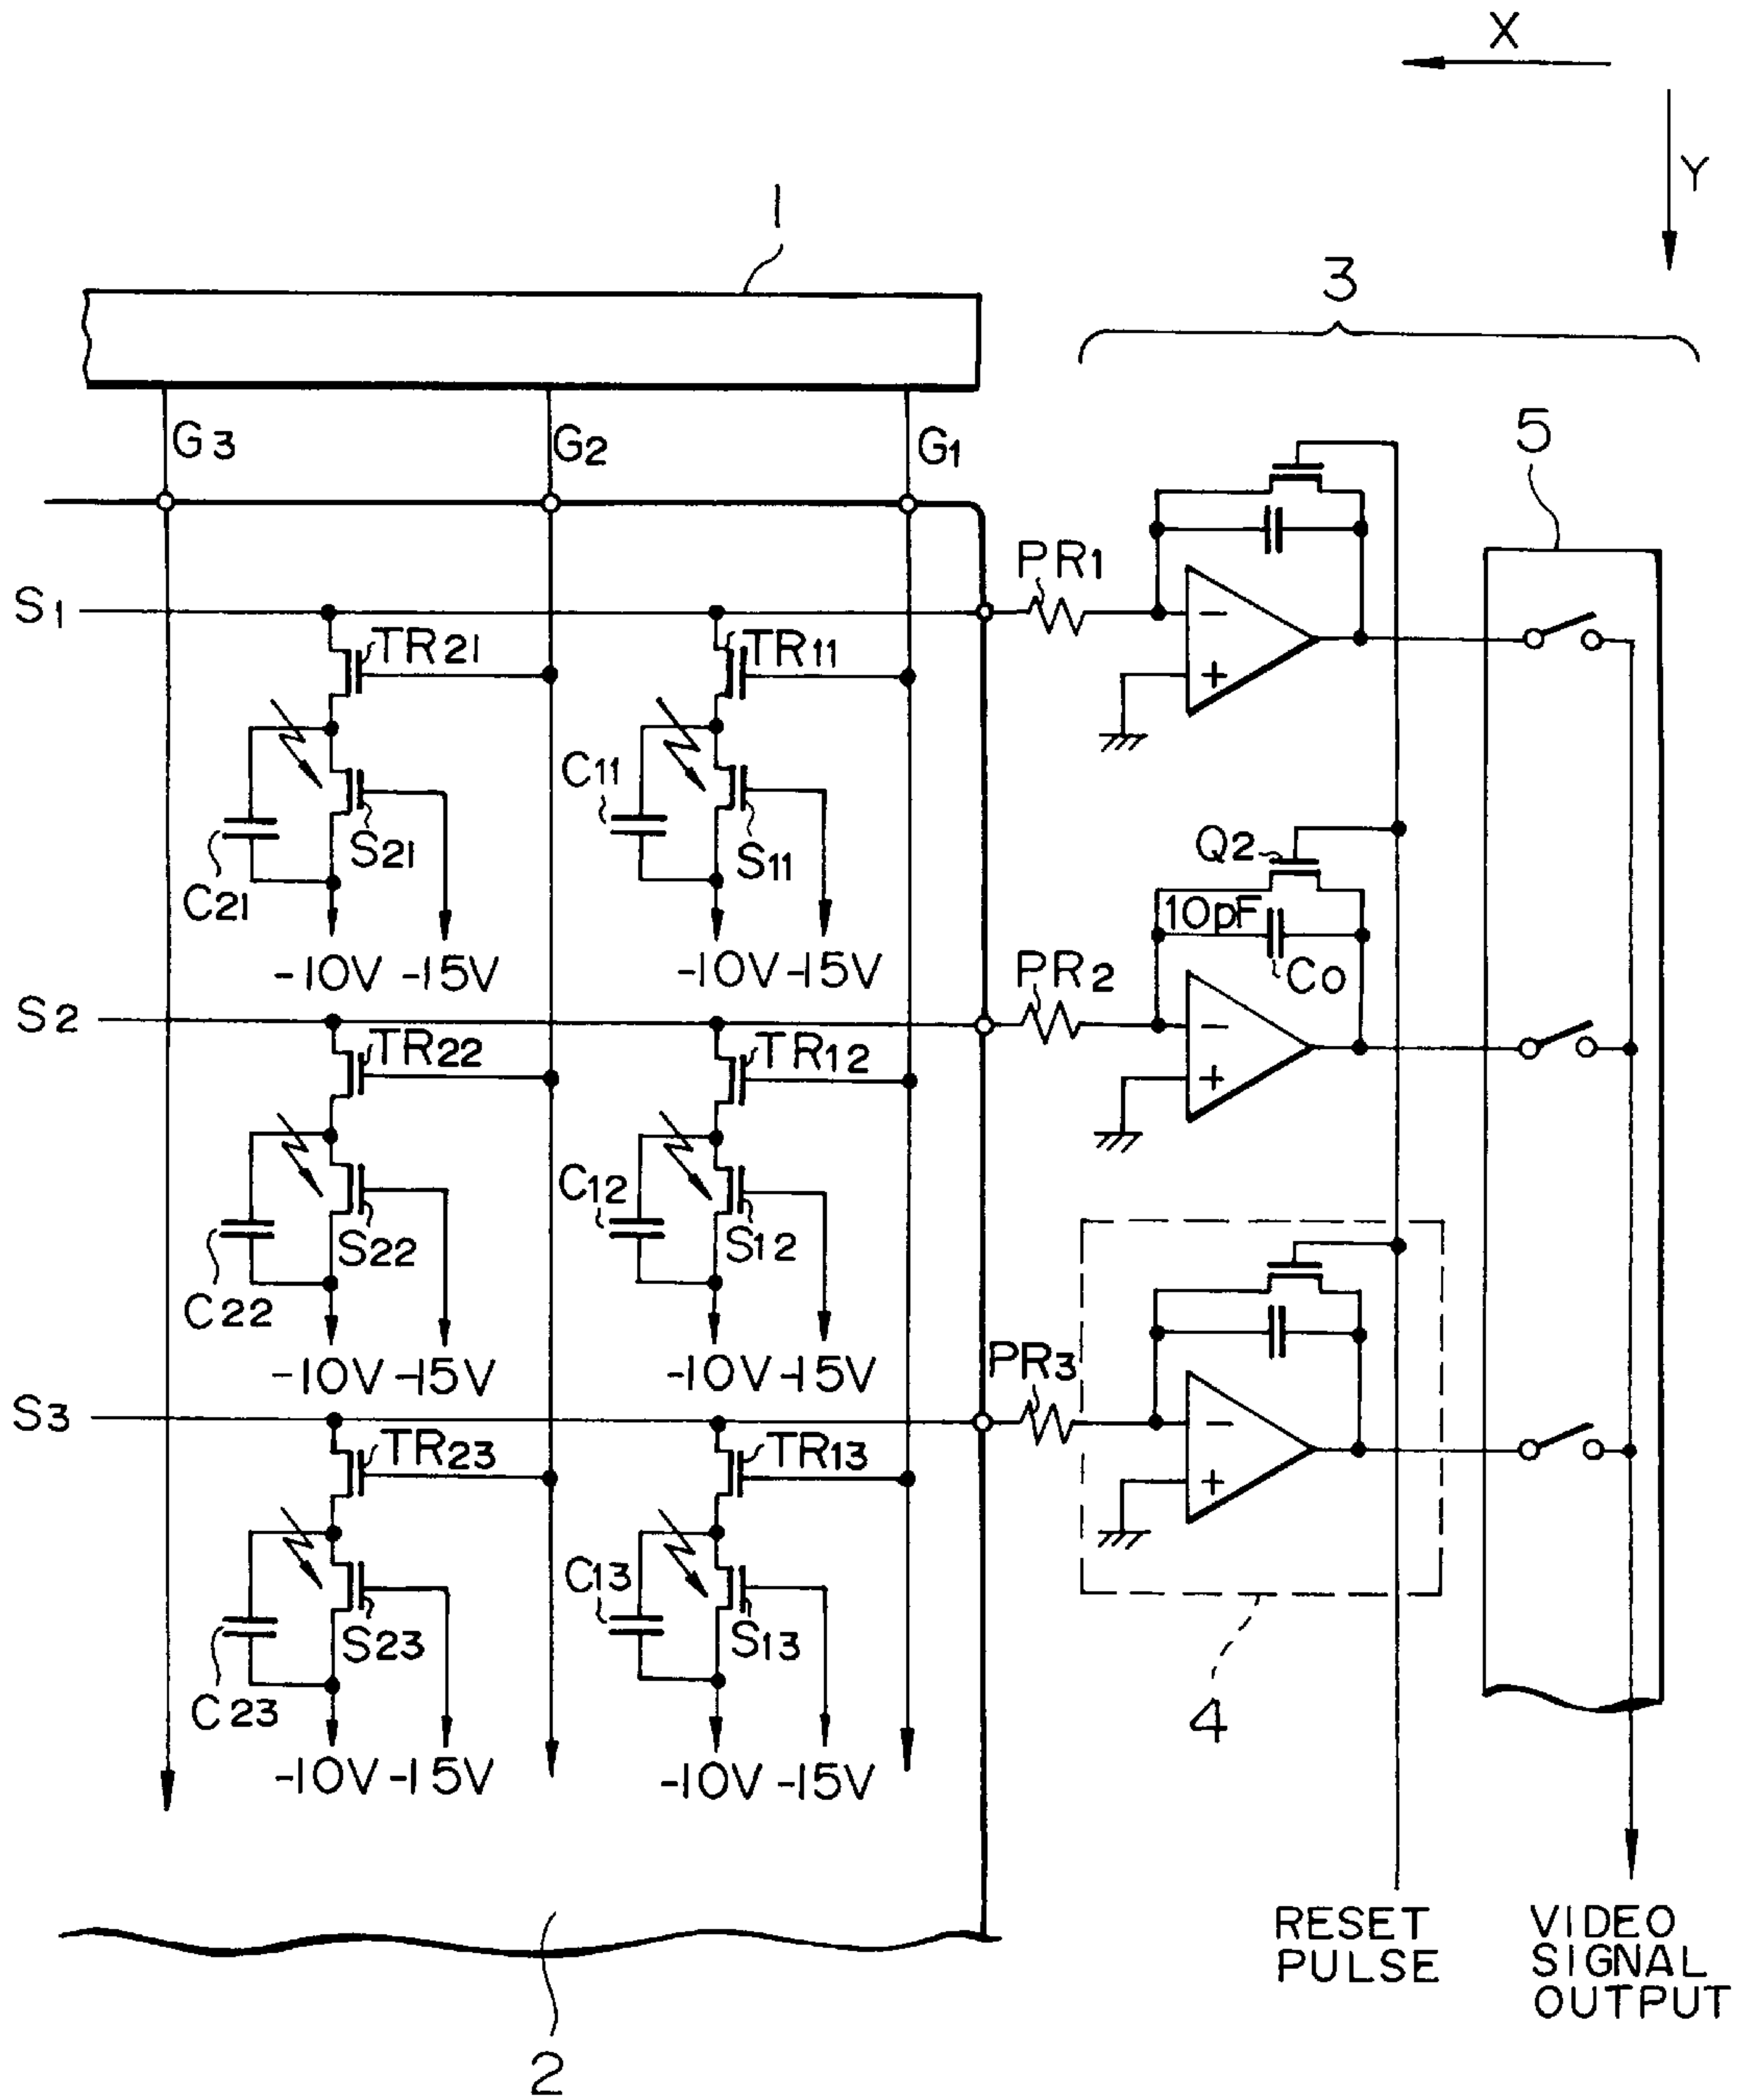 X
Y
1
3
G3
G2
G1
5
S1
PR1
TR21
TR11
C11
C21
S21
S11
Q2
10pF
Co
-10V -15V
-10V -15V
S2
PR2
TR22
TR12
C12
C22
S22
S12
-10V -15V
-10V -15V
PR3
S3
TR23
TR13
C13
C23
S23
S13
4
-10V -15V
-10V -15V
RESET
PULSE
VIDEO
SIGNAL
OUTPUT
2